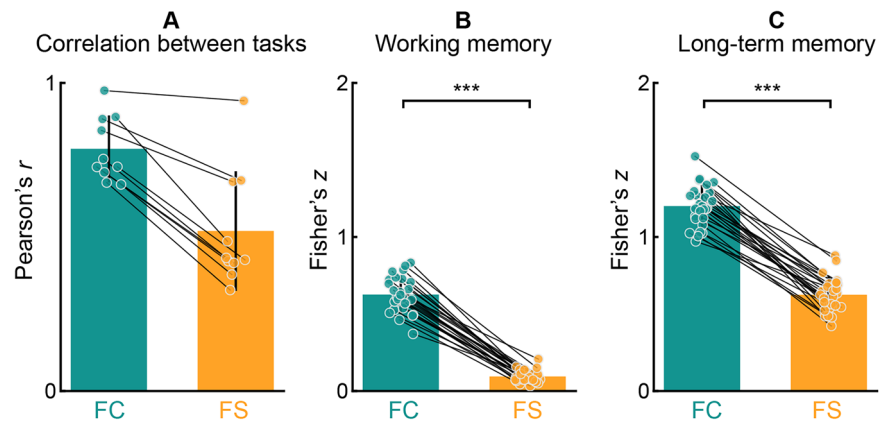 A
Correlation between tasks
1
Pearson's r
0
FC
FS
B
Working memory
2
***
Fisher's z
1
0
FC
FS
C
Long-term memory
2
***
Fisher's z
1
0
FC
FS